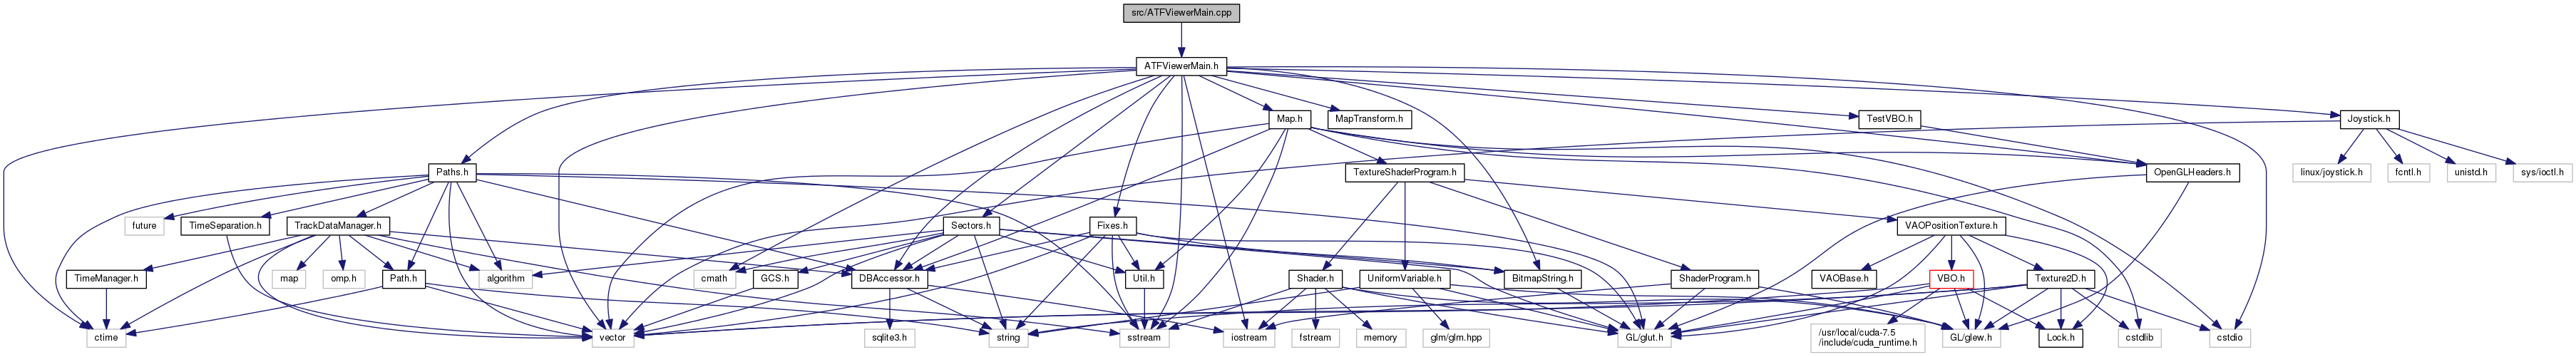 src/ATFViewerMain.cpp
ATFViewerMain.h
Map.h
MapTransform.h
TestVBO.h
Joystick.h
Paths.h
TextureShaderProgram.h
OpenGLHeaders.h
linux/joystick.h
fcntl.h
unistd.h
sys/ioctl.h
future
TimeSeparation.h
TrackDataManager.h
Sectors.h
Fixes.h
VAOPositionTexture.h
TimeManager.h
map
omp.h
Path.h
algorithm
cmath
GCS.h
DBAccessor.h
Util.h
Shader.h
UniformVariable.h
BitmapString.h
ShaderProgram.h
VAOBase.h
VBO.h
Texture2D.h
ctime
vector
sqlite3.h
string
sstream
iostream
fstream
memory
glm/glm.hpp
GL/glut.h
/usr/local/cuda-7.5
/include/cuda_runtime.h
GL/glew.h
Lock.h
cstdlib
cstdio